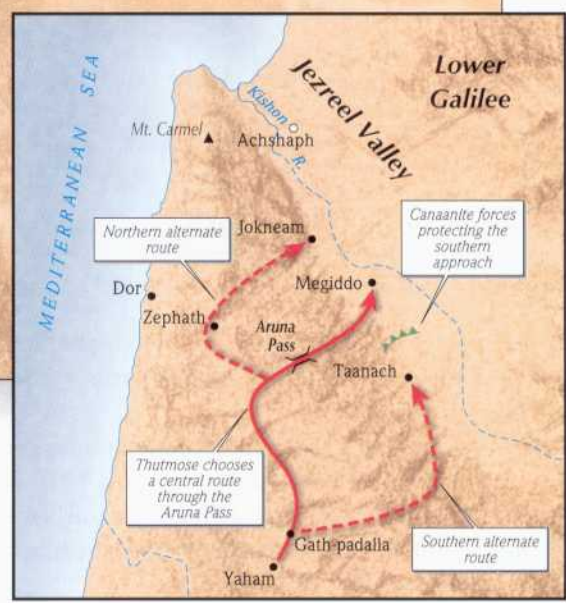 MEDITERRANEAN SEA
Jezreel Valley
Lower
Galilee
Kishon R.
Mt. Carmel
Achshaph
Northern alternate
route
Jokneam
Canaanite forces
protecting the
southern
approach
Dor
Megiddo
Zephath
Aruna
Pass
Taanach
Thutmose chooses
a central route
through the
Aruna Pass
Gath-padalla
Southern alternate
route
Yaham